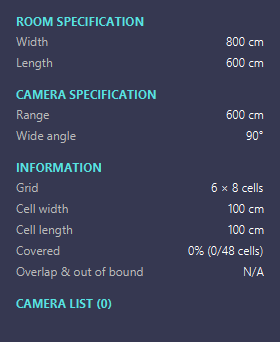 ROOM SPECIFICATION
Width 800 cm
Length 600 cm
CAMERA SPECIFICATION
Range 600 cm
Wide angle 90°
INFORMATION
Grid 6 × 8 cells
Cell width 100 cm
Cell length 100 cm
Covered 0% (0/48 cells)
Overlap & out of bound N/A
CAMERA LIST (0)